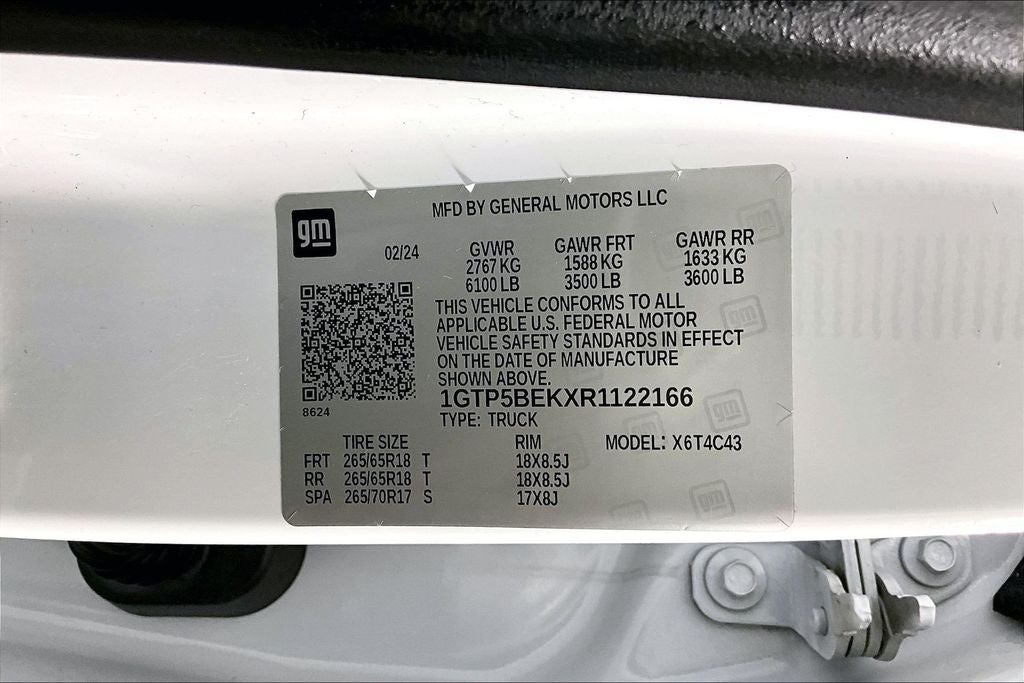 MFD BY GENERAL MOTORS LLC
gm
02/24 GVWR GAWR FRT GAWR RR
2767 KG 1588 KG 1633 KG
6100 LB 3500 LB 3600 LB
THIS VEHICLE CONFORMS TO ALL
APPLICABLE U.S. FEDERAL MOTOR
VEHICLE SAFETY STANDARDS IN EFFECT
ON THE DATE OF MANUFACTURE
SHOWN ABOVE.
1GTP5BEKXR1122166
8624
TYPE: TRUCK
TIRE SIZE RIM MODEL: X6T4C43
FRT 265/65R18 T 18X8.5J
RR 265/65R18 T 18X8.5J
SPA 265/70R17 S 17X8J